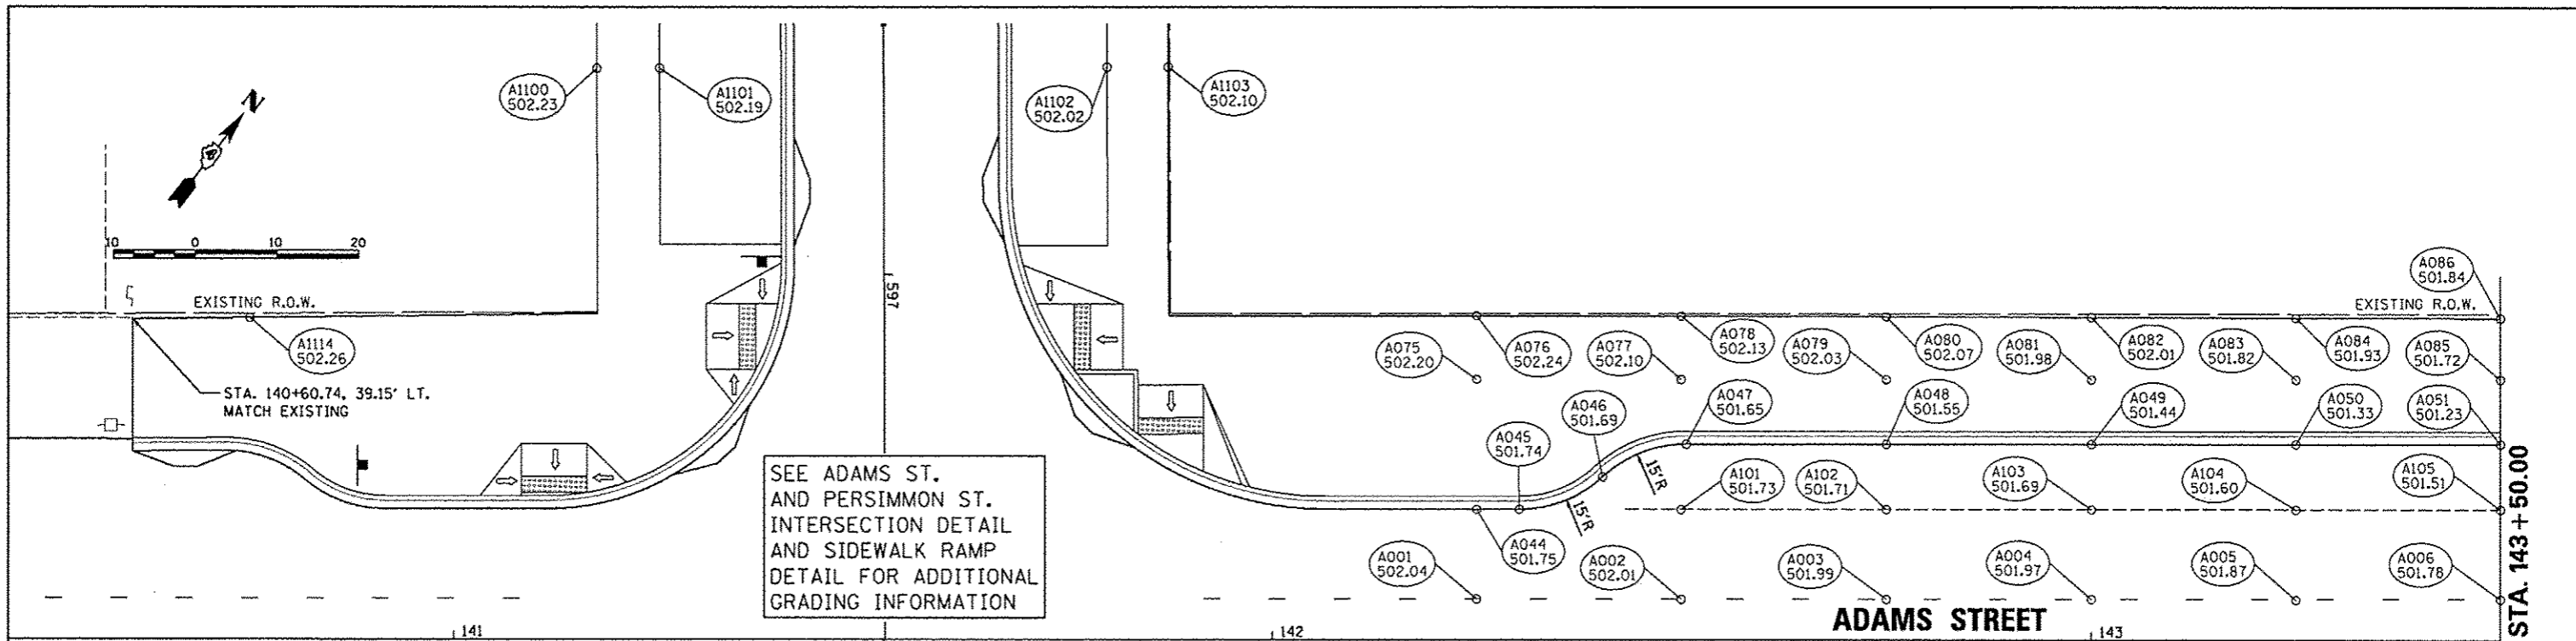 A1100
502.23
A1101
502.19
A1102
502.02
A1103
502.10
N
10 0 10 20
EXISTING R.O.W.
A1114
502.26
STA. 140+60.74, 39.15' LT.
MATCH EXISTING
597
SEE ADAMS ST.
AND PERSIMMON ST.
INTERSECTION DETAIL
AND SIDEWALK RAMP
DETAIL FOR ADDITIONAL
GRADING INFORMATION
A086
501.84
EXISTING R.O.W.
A075
502.20
A076
502.24
A077
502.10
A078
502.13
A079
502.03
A080
502.07
A081
501.98
A082
502.01
A083
501.82
A084
501.93
A085
501.72
A045
501.74
A046
501.69
A047
501.65
A048
501.55
A049
501.44
A050
501.33
A051
501.23
15'R
15'R
A044
501.75
A101
501.73
A102
501.71
A103
501.69
A104
501.60
A105
501.51
A001
502.04
A002
502.01
A003
501.99
A004
501.97
A005
501.87
A006
501.78
ADAMS STREET
141
142
143
STA. 143+50.00